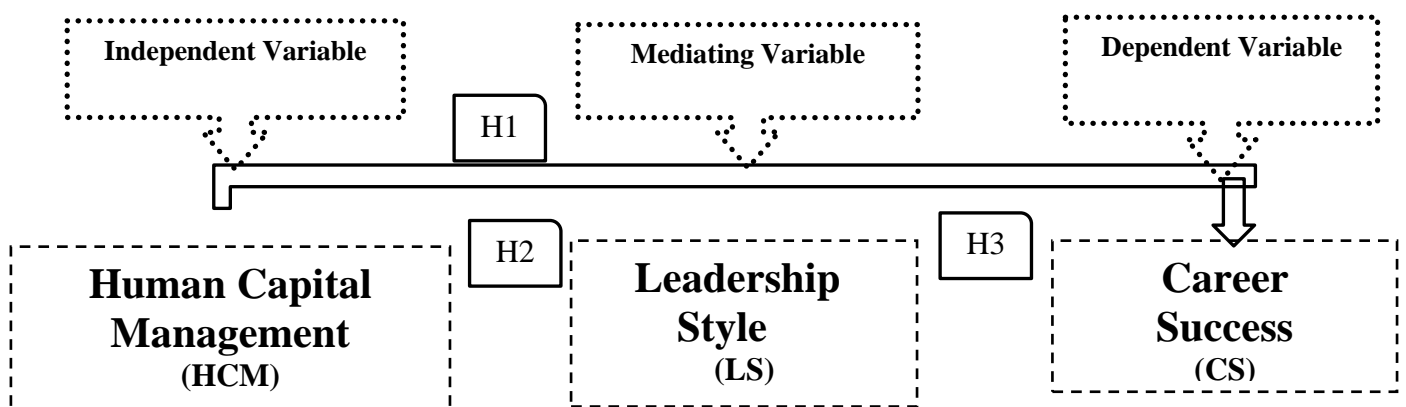 Independent Variable
Mediating Variable
Dependent Variable
H1
H2
H3
Human Capital
Management
(HCM)
Leadership
Style
(LS)
Career
Success
(CS)